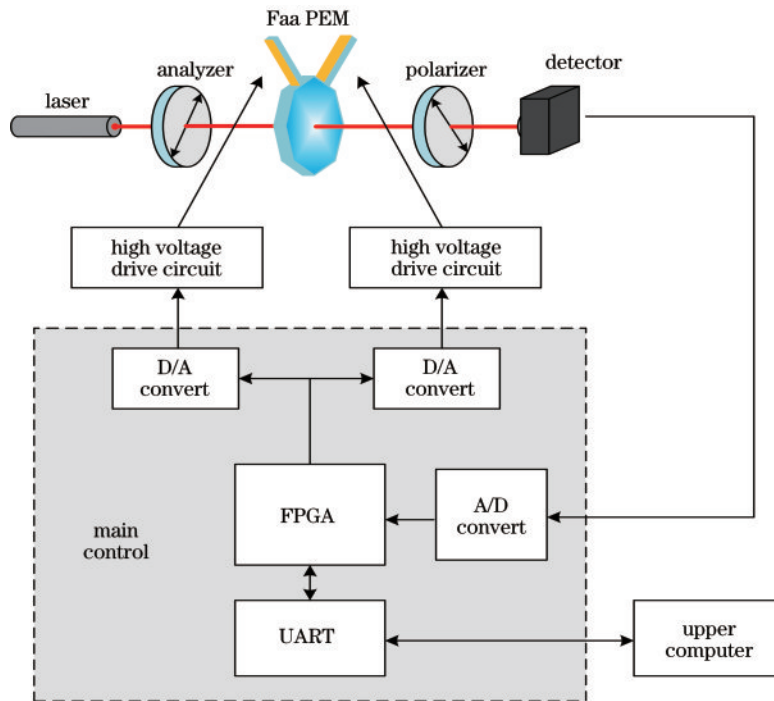 Faa PEM
analyzer
polarizer
detector
laser
high voltage
drive circuit
high voltage
drive circuit
D/A
convert
D/A
convert
FPGA
A/D
convert
main
control
UART
upper
computer